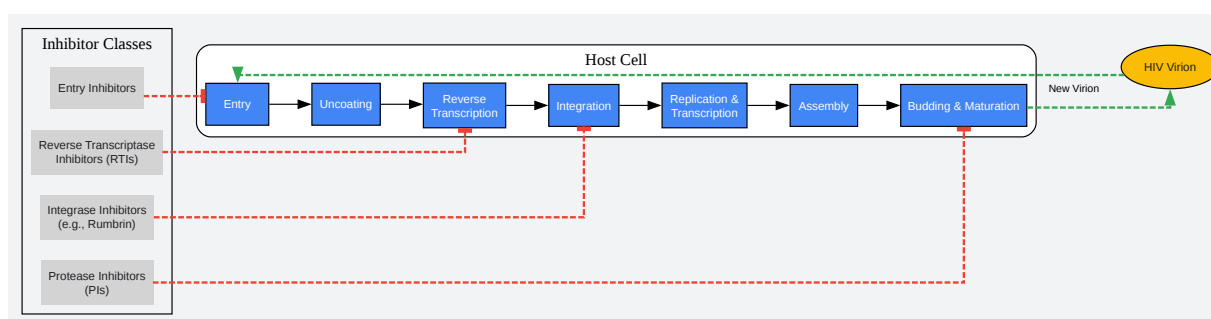 Inhibitor Classes
Entry Inhibitors
Reverse Transcriptase
Inhibitors (RTIs)
Integrase Inhibitors
(e.g., Rumbrin)
Protease Inhibitors
(PIs)
Host Cell
Entry
Uncoating
Reverse
Transcription
Integration
Replication &
Transcription
Assembly
Budding & Maturation
New Virion
HIV Virion